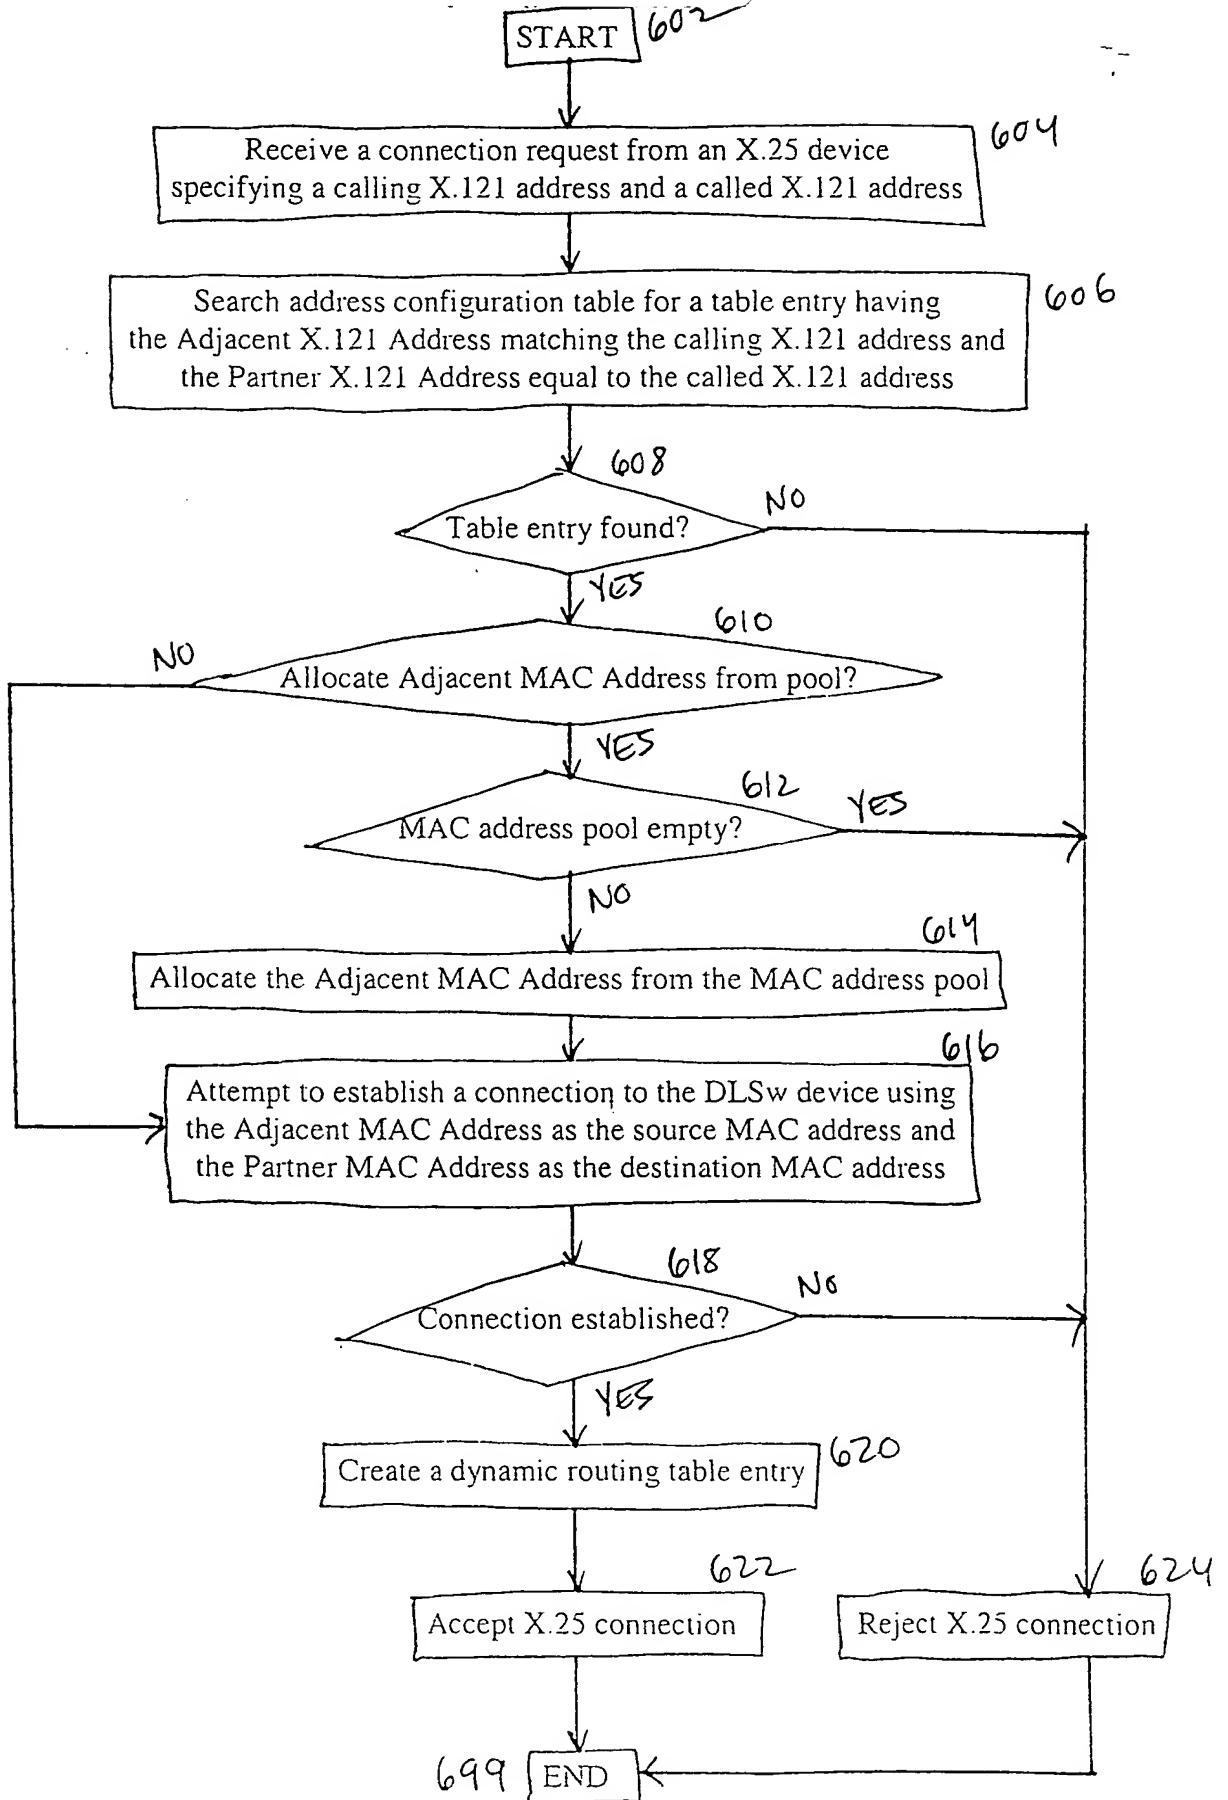 START 602
604
Receive a connection request from an X.25 device
specifying a calling X.121 address and a called X.121 address
606
Search address configuration table for a table entry having
the Adjacent X.121 Address matching the calling X.121 address and
the Partner X.121 Address equal to the called X.121 address
608
NO
Table entry found?
YES
610
NO
Allocate Adjacent MAC Address from pool?
YES
612
YES
MAC address pool empty?
NO
614
Allocate the Adjacent MAC Address from the MAC address pool
616
Attempt to establish a connection to the DLSw device using
the Adjacent MAC Address as the source MAC address and
the Partner MAC Address as the destination MAC address
618
NO
Connection established?
YES
620
Create a dynamic routing table entry
622
624
Accept X.25 connection
Reject X.25 connection
699 END